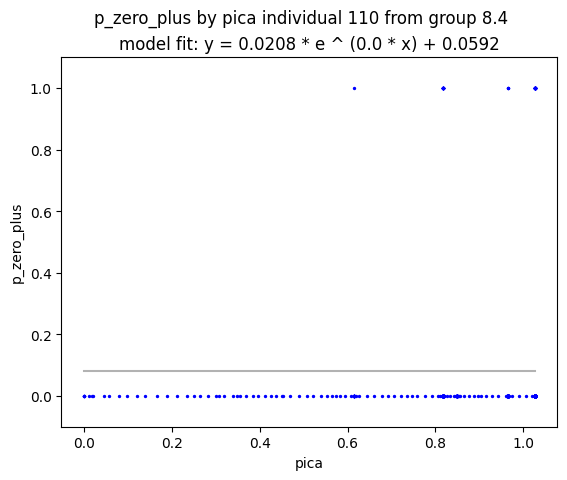 p_zero_plus by pica individual 110 from group 8.4
model fit: y = 0.0208 * e ^ (0.0 * x) + 0.0592
1.0
0.8
0.6
0.4
0.2
0.0
p_zero_plus
0.0 0.2 0.4 0.6 0.8 1.0
pica